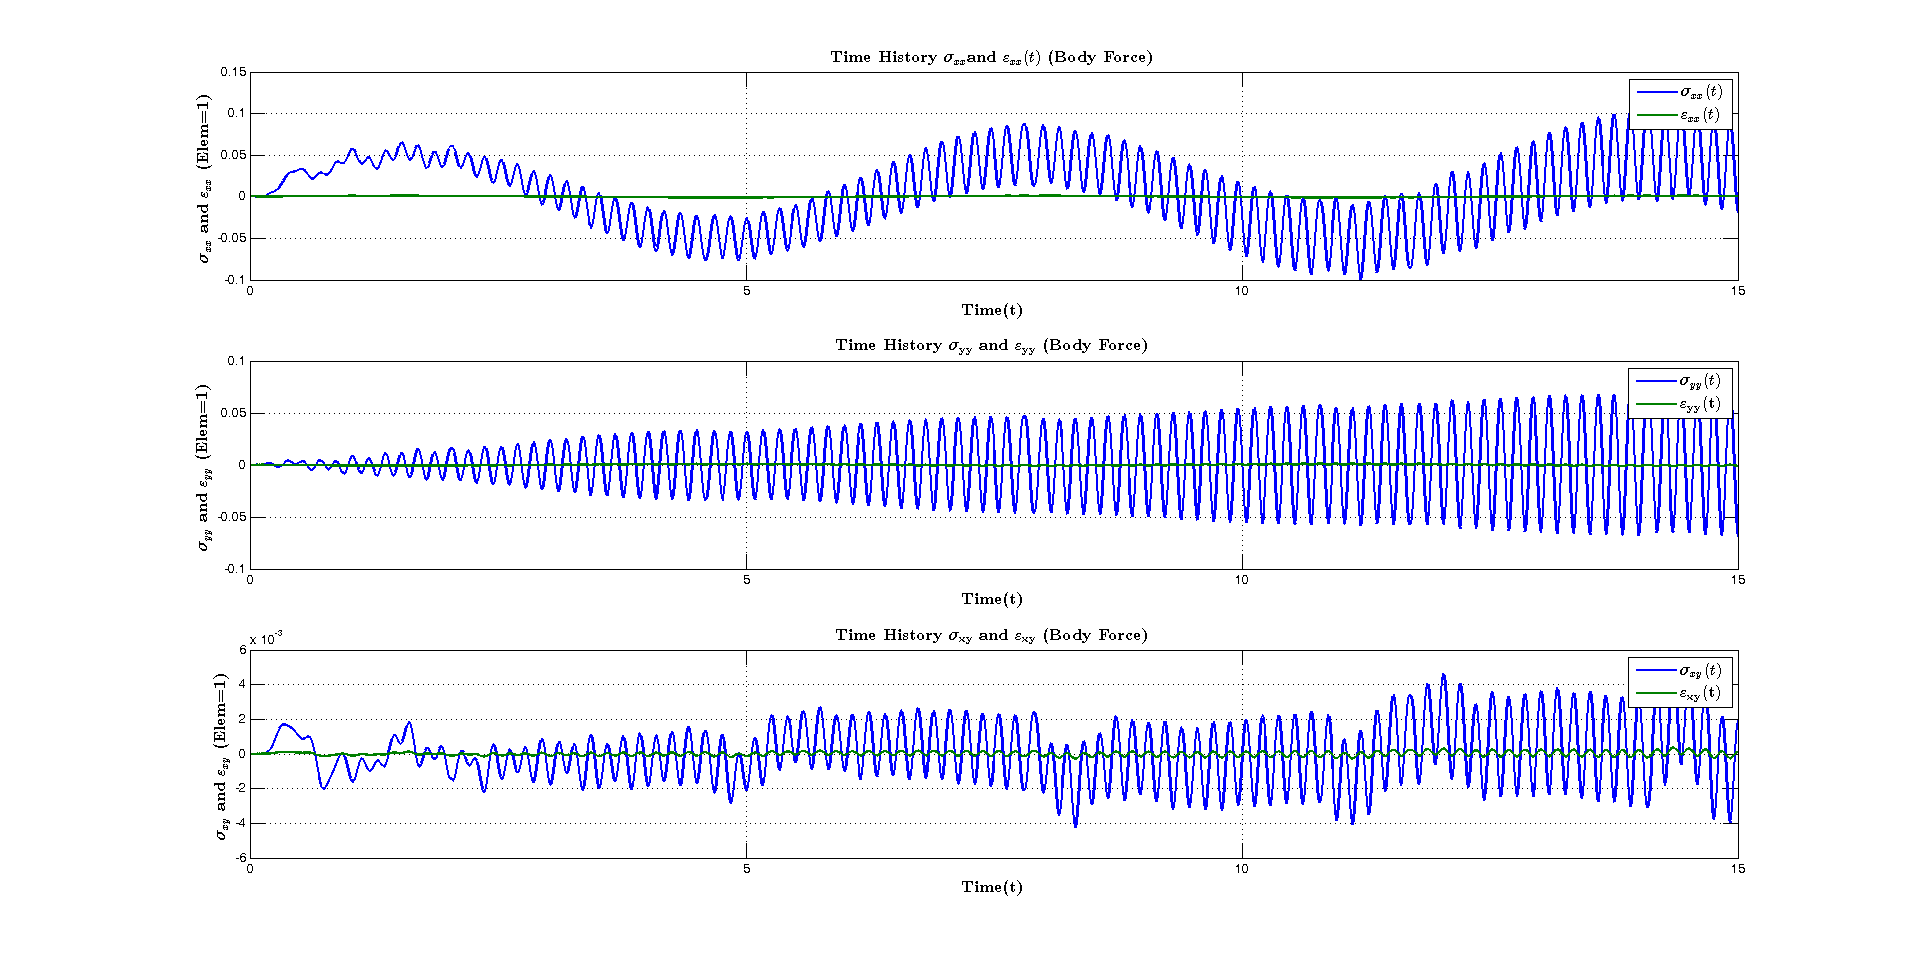 Time History σxxand εxx(t) (Body Force)
σxx and εxx (Elem=1)
0.15
0.1
0.05
0
-0.05
-0.1
σxx(t)
εxx(t)
0 5 10 15
Time(t)
Time History σyy and εyy (Body Force)
σyy and εyy (Elem=1)
0.1
0.05
0
-0.05
-0.1
σyy(t)
εyy(t)
0 5 10 15
Time(t)
Time History σxy and εxy (Body Force)
x 10-3
σxy and εxy (Elem=1)
6
4
2
0
-2
-4
-6
σxy(t)
εxy(t)
0 5 10 15
Time(t)